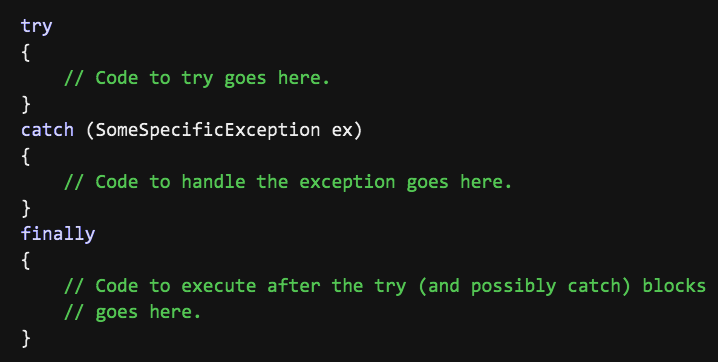 try
{
    // Code to try goes here.
}
catch (SomeSpecificException ex)
{
    // Code to handle the exception goes here.
}
finally
{
    // Code to execute after the try (and possibly catch) blocks
    // goes here.
}